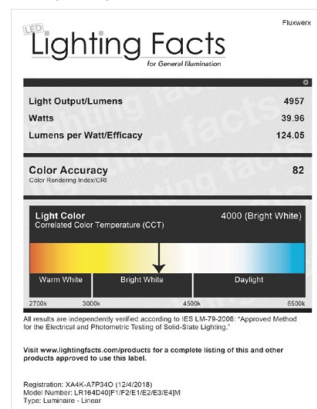 Fluxwerx
LED
Lighting Facts
for General Illumination
Light Output/Lumens 4957
Watts 39.96
Lumens per Watt/Efficacy 124.05
Color Accuracy 82
Color Rendering Index/CRI
Light Color 4000 (Bright White)
Correlated Color Temperature (CCT)
Warm White Bright White Daylight
2700k 3000k 4500k 6500k
All results are independently verified according to IES LM-79-2008: "Approved Method
for the Electrical and Photometric Testing of Solid-State Lighting."
Visit www.lightingfacts.com/products for a complete listing of this and other
products approved to use this label.
Registration: XA4K-A7P34O (12/4/2018)
Model Number: LR164D40[F1/F2/E1/E2/E3/E4]M
Type: Luminaire - Linear